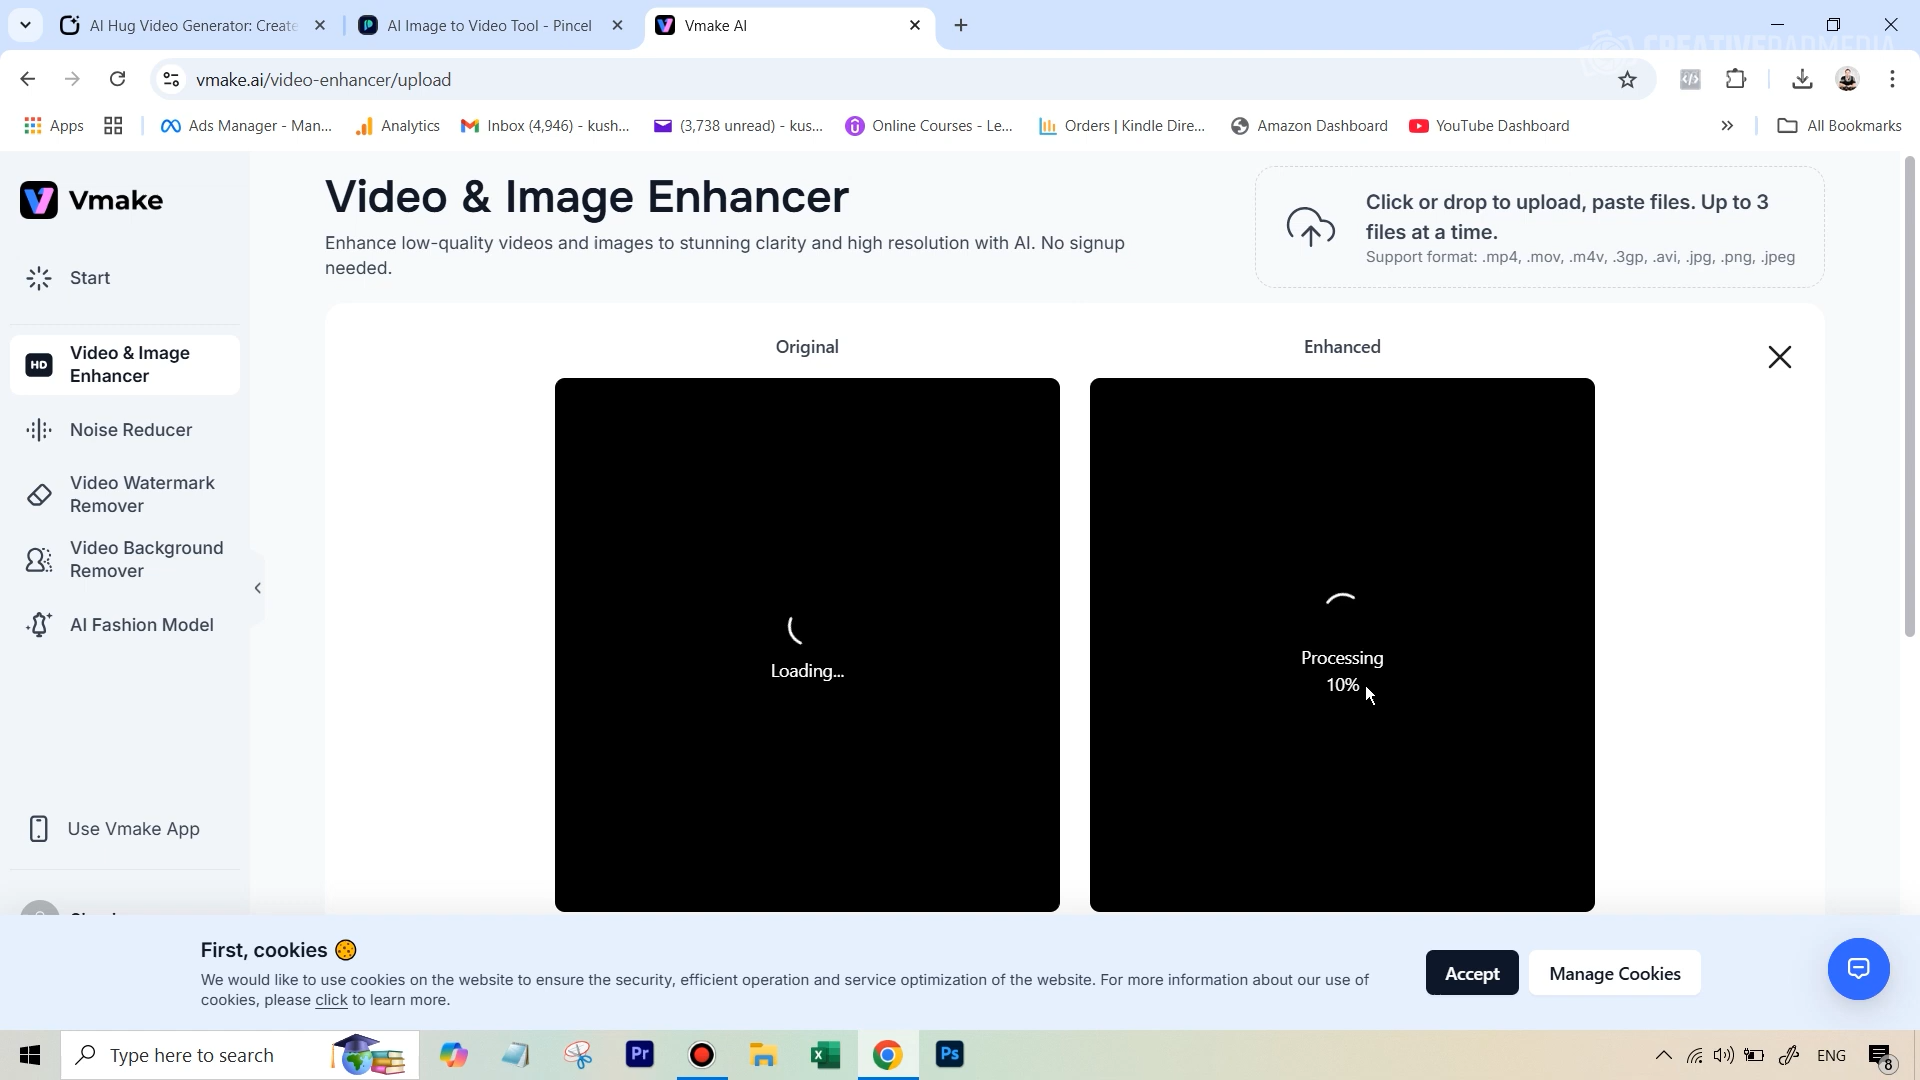 AI Hug Video Generator: Create
AI Image to Video Tool - Pincel
Vmake AI
CREATIVEDADMEDIA
vmake.ai/video-enhancer/upload
Apps
Ads Manager - Man...
Analytics
Inbox (4,946) - kush...
(3,738 unread) - kus...
Online Courses - Le...
Orders | Kindle Dire...
Amazon Dashboard
YouTube Dashboard
All Bookmarks
Vmake
Start
HD
Video & Image
Enhancer
Noise Reducer
Video Watermark
Remover
Video Background
Remover
AI Fashion Model
Use Vmake App
Video & Image Enhancer
Enhance low-quality videos and images to stunning clarity and high resolution with AI. No signup
needed.
Click or drop to upload, paste files. Up to 3
files at a time.
Support format: .mp4, .mov, .m4v, .3gp, .avi, .jpg, .png, .jpeg
Original
Enhanced
Loading...
Processing
10%
First, cookies
We would like to use cookies on the website to ensure the security, efficient operation and service optimization of the website. For more information about our use of
cookies, please click to learn more.
Accept
Manage Cookies
Type here to search
Pr
Ps
ENG
8